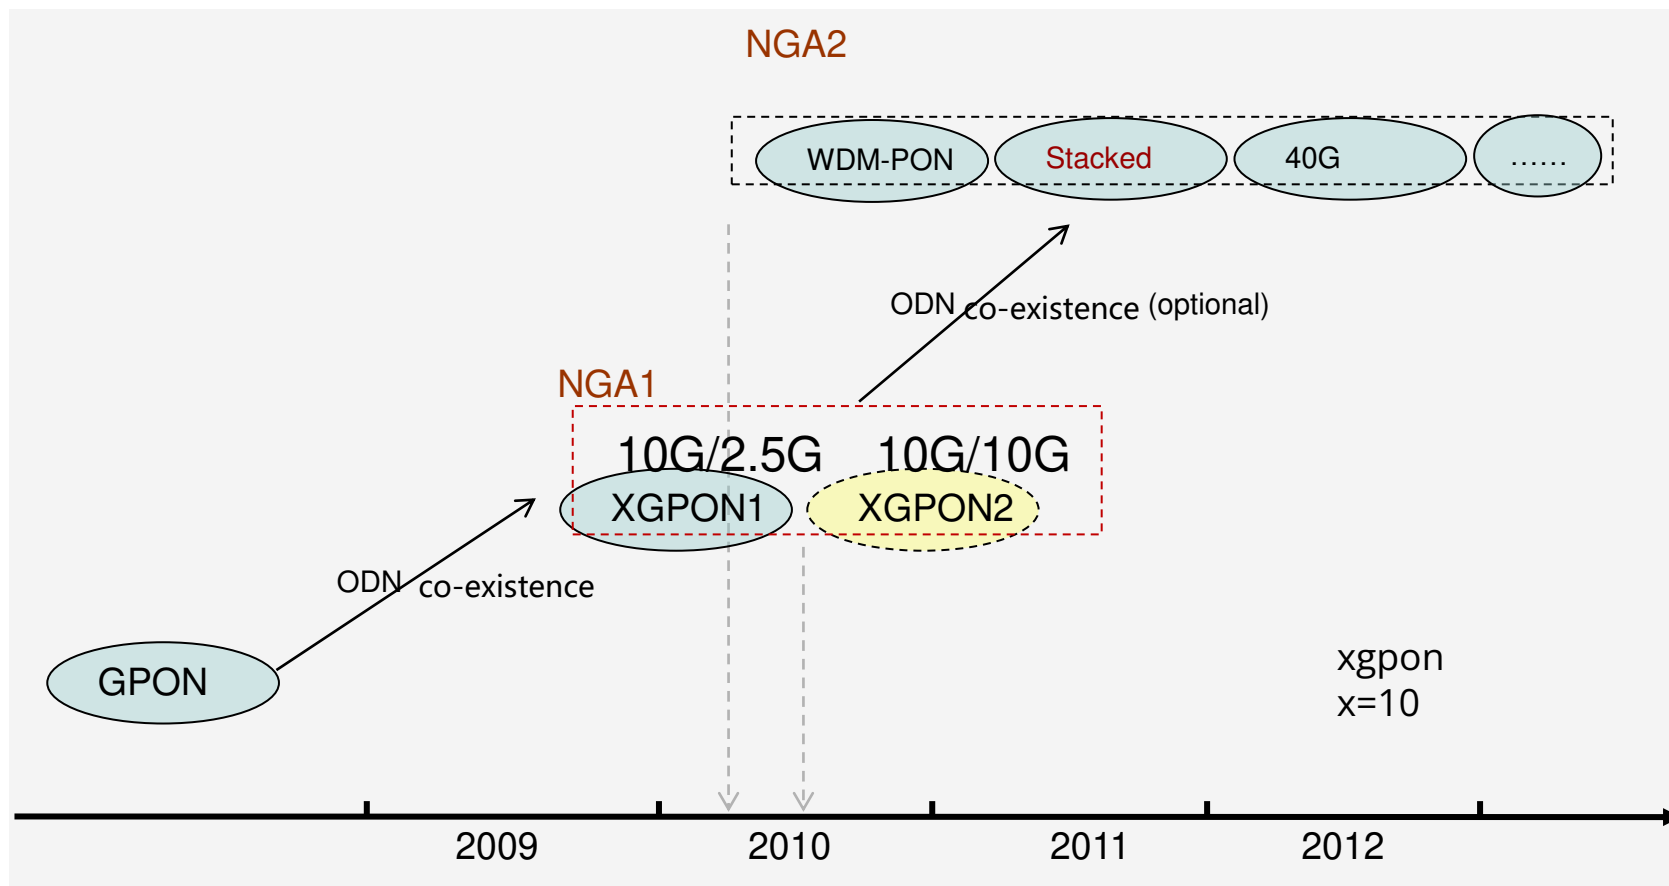 NGA2
WDM-PON Stacked 40G ......
ODN co-existence (optional)
NGA1
10G/2.5G 10G/10G
XGPON1 XGPON2
ODN co-existence
GPON
xgpon
x=10
2009 2010 2011 2012